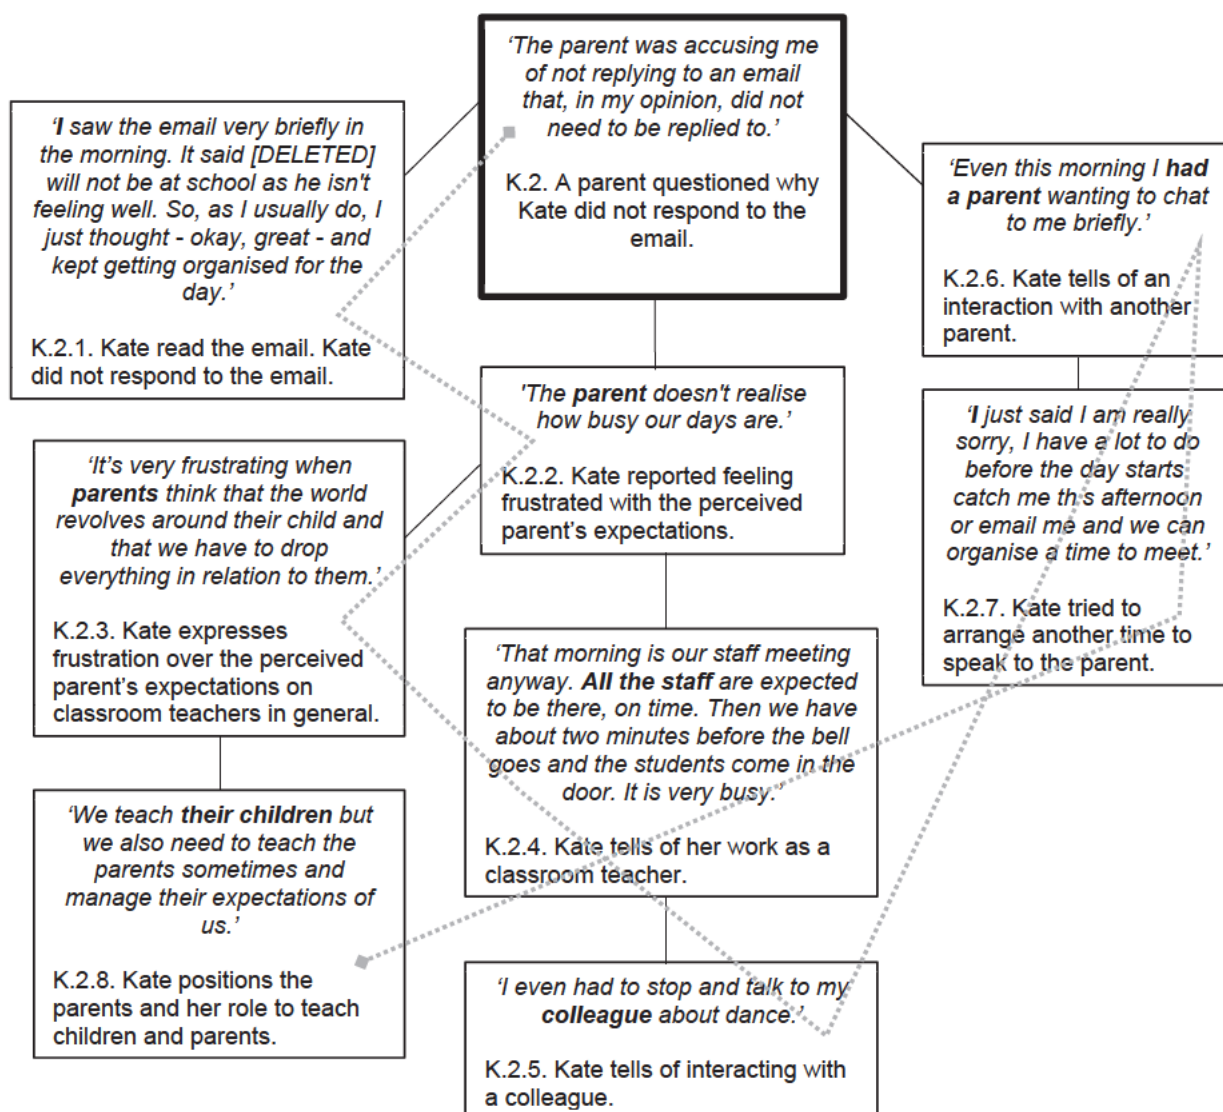 ‘The parent was accusing me
of not replying to an email
that, in my opinion, did not
need to be replied to.’
K.2. A parent questioned why
Kate did not respond to the
email.
‘I saw the email very briefly in
the morning. It said [DELETED]
will not be at school as he isn't
feeling well. So, as I usually do, I
just thought - okay, great - and
kept getting organised for the
day.’
K.2.1. Kate read the email. Kate
did not respond to the email.
'The parent doesn't realise
how busy our days are.’
K.2.2. Kate reported feeling
frustrated with the perceived
parent’s expectations.
‘It’s very frustrating when
parents think that the world
revolves around their child and
that we have to drop
everything in relation to them.’
K.2.3. Kate expresses
frustration over the perceived
parent’s expectations on
classroom teachers in general.
‘That morning is our staff meeting
anyway. All the staff are expected
to be there, on time. Then we have
about two minutes before the bell
goes and the students come in the
door. It is very busy.’
K.2.4. Kate tells of her work as a
classroom teacher.
‘I even had to stop and talk to my
colleague about dance.’
K.2.5. Kate tells of interacting with
a colleague.
‘Even this morning I had
a parent wanting to chat
to me briefly.’
K.2.6. Kate tells of an
interaction with another
parent.
‘I just said I am really
sorry, I have a lot to do
before the day starts
catch me this afternoon
or email me and we can
organise a time to meet.’
K.2.7. Kate tried to
arrange another time to
speak to the parent.
‘We teach their children but
we also need to teach the
parents sometimes and
manage their expectations of
us.’
K.2.8. Kate positions the
parents and her role to teach
children and parents.